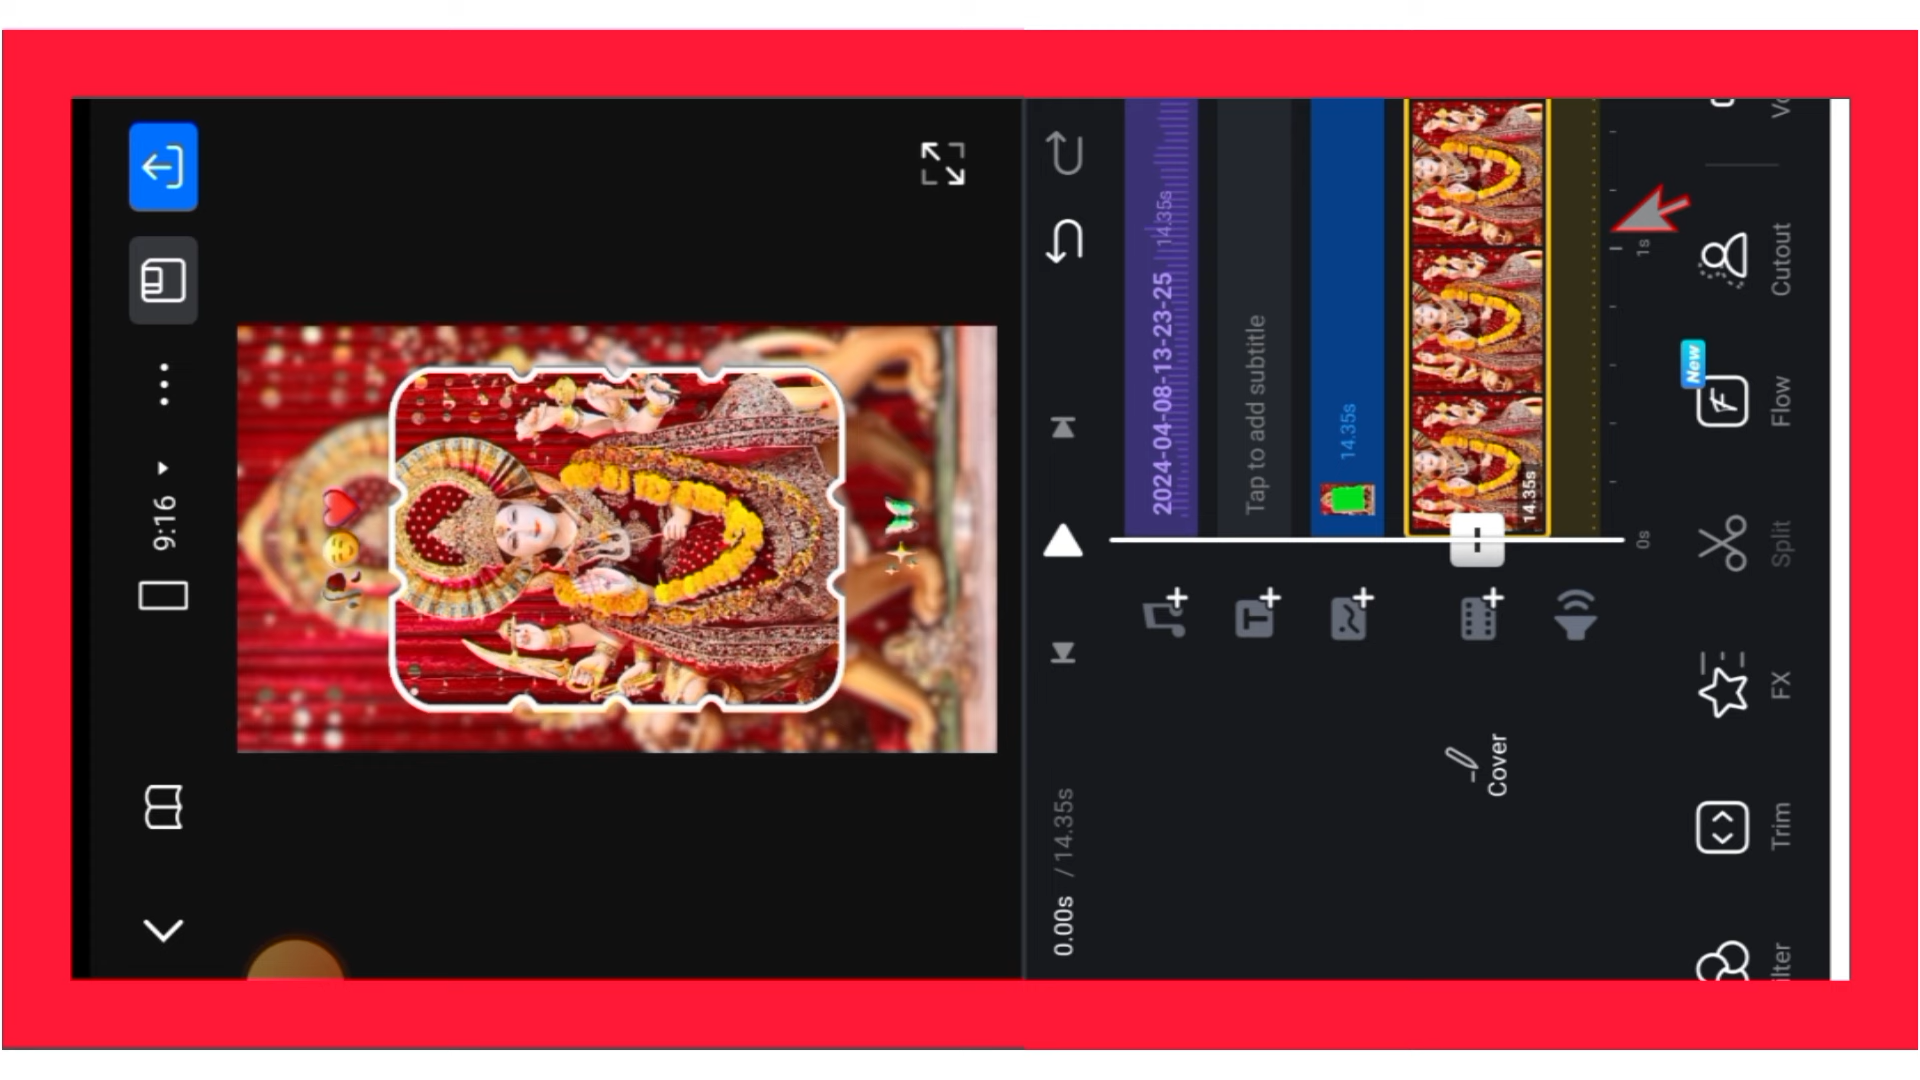 9:16
0.00s / 14.35s
2024-04-08-13-23-25 14.35s
Tap to add subtitle
14.35s
Cover
14.35s
0s
1s
New
Trim
FX
Split
Flow
Cutout